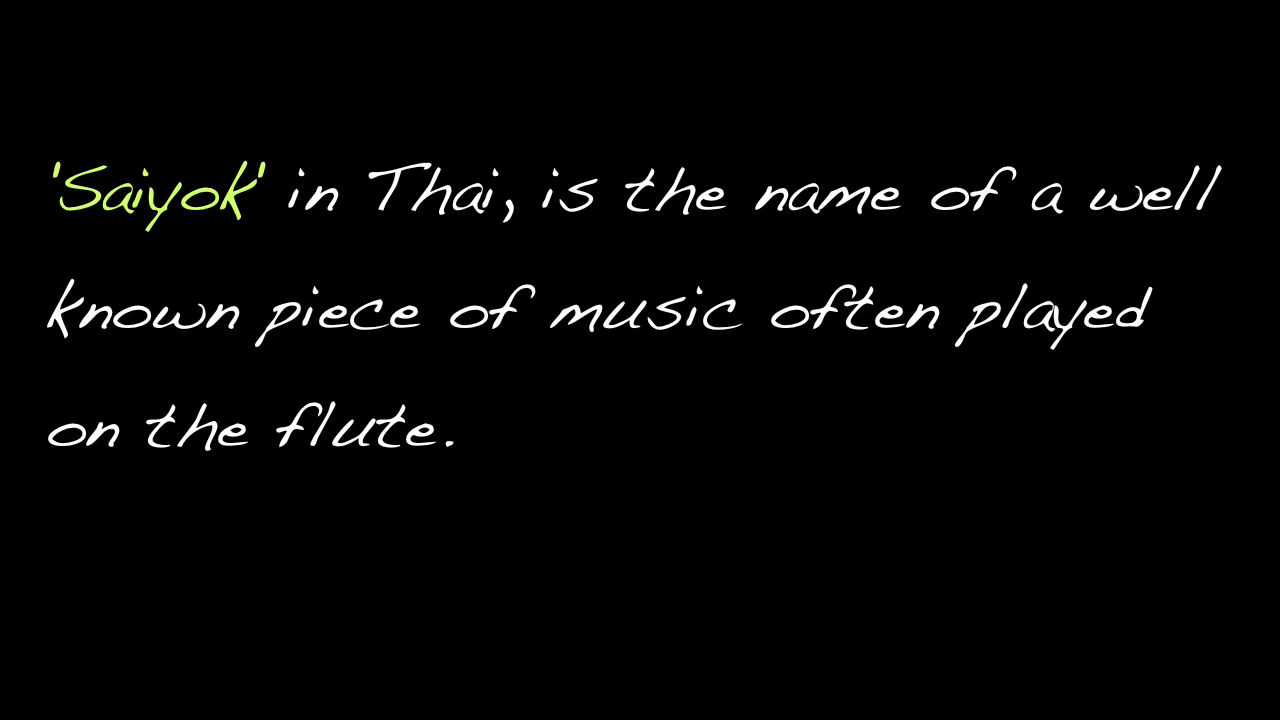 'Saiyok' in Thai, is the name of a well
known piece of music often played
on the flute.